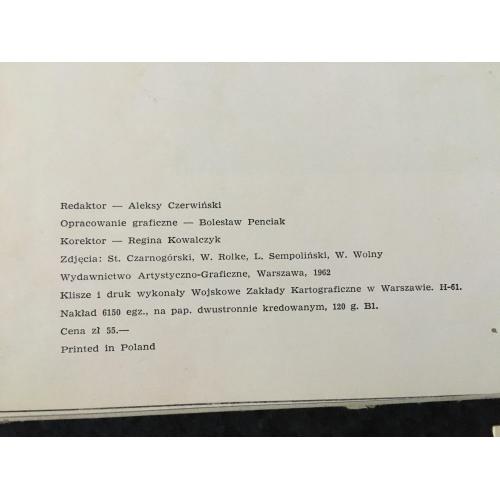 Redaktor — Aleksy Czerwiński
Opracowanie graficzne — Bolesław Penciak
Korektor — Regina Kowalczyk
Zdjęcia: St. Czarnogórski, W. Rolke, L. Sempoliński, W. Wolny
Wydawnictwo Artystyczno-Graficzne, Warszawa, 1962
Klisze i druk wykonały Wojskowe Zakłady Kartograficzne w Warszawie. H-61.
Nakład 6150 egz., na pap. dwustronnie kredowanym, 120 g. B1.
Cena zł 55.—
Printed in Poland